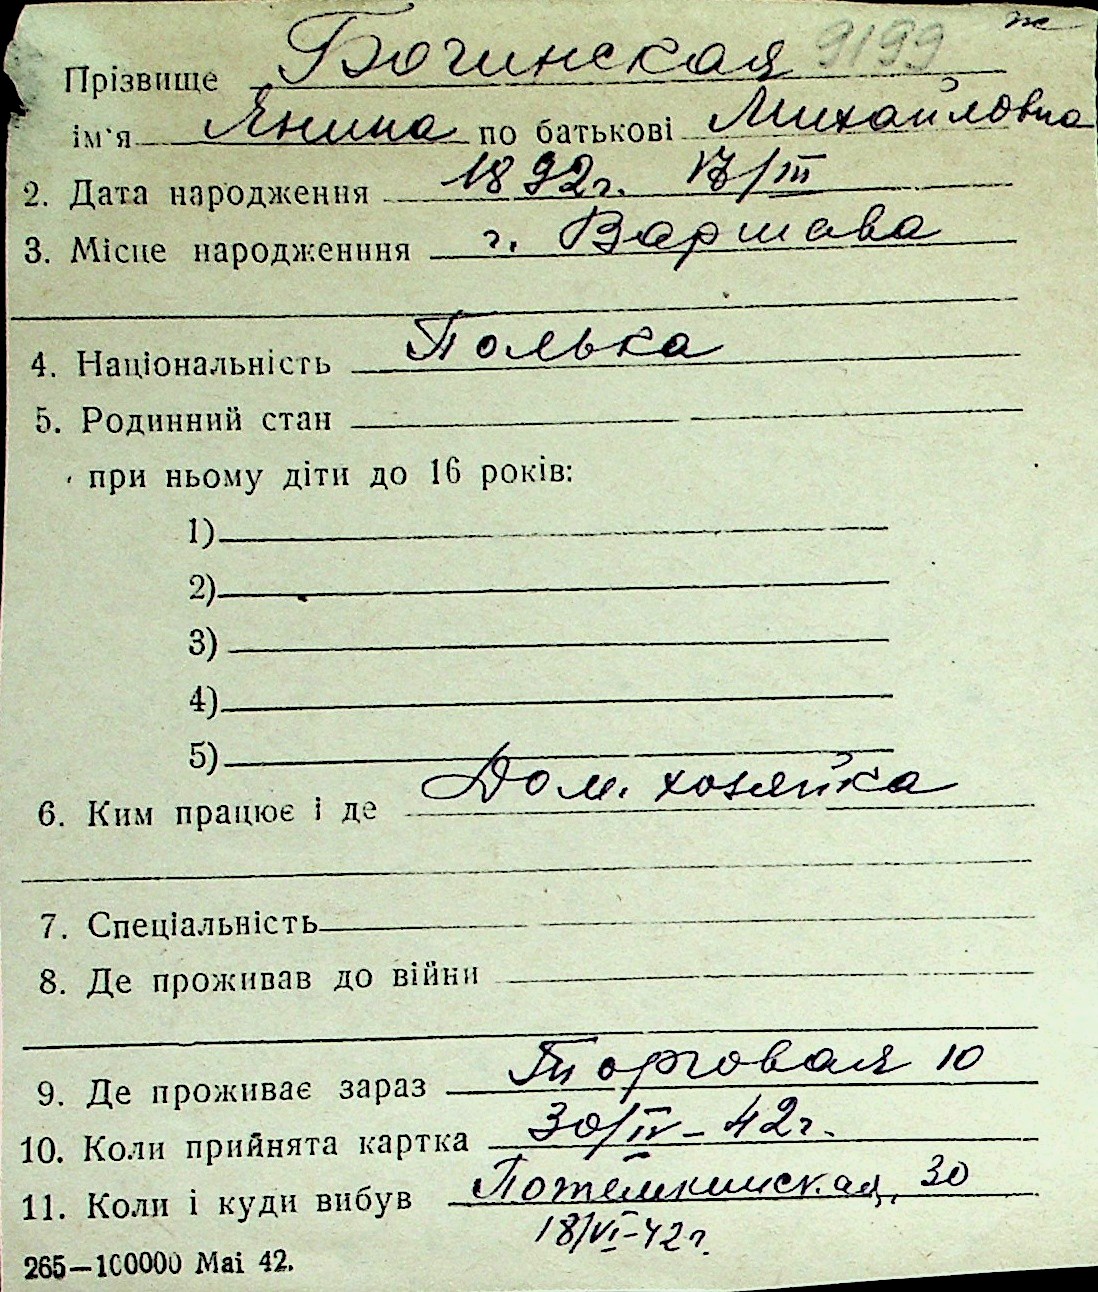 Прізвище Богинская 9199 ж
ім'я Янина по батькові Михайловна
2. Дата народження 1892г. 17/III
3. Місце народженння г. Варшава
4. Національність Полька
5. Родинний стан
при ньому діти до 16 років:
1)
2)
3)
4)
5)
6. Ким працює і де Дом. хозяйка
7. Спеціальність
8. Де проживав до війни
9. Де проживає зараз Торговая 10
10. Коли прийнята картка 30/IV-42г.
11. Коли і куди вибув Потемкинская, 30
18/VI-42г.
265—100000 Mai 42.